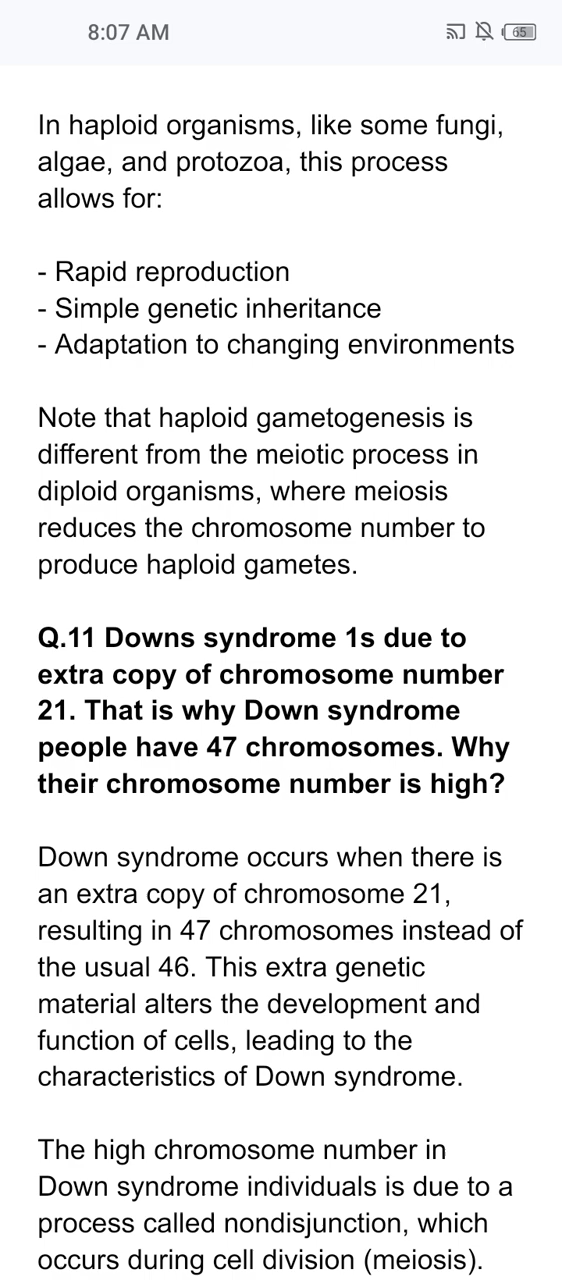 8:07 AM
65
In haploid organisms, like some fungi,
algae, and protozoa, this process
allows for:
- Rapid reproduction
- Simple genetic inheritance
- Adaptation to changing environments
Note that haploid gametogenesis is
different from the meiotic process in
diploid organisms, where meiosis
reduces the chromosome number to
produce haploid gametes.
Q.11 Downs syndrome 1s due to
extra copy of chromosome number
21. That is why Down syndrome
people have 47 chromosomes. Why
their chromosome number is high?
Down syndrome occurs when there is
an extra copy of chromosome 21,
resulting in 47 chromosomes instead of
the usual 46. This extra genetic
material alters the development and
function of cells, leading to the
characteristics of Down syndrome.
The high chromosome number in
Down syndrome individuals is due to a
process called nondisjunction, which
occurs during cell division (meiosis).